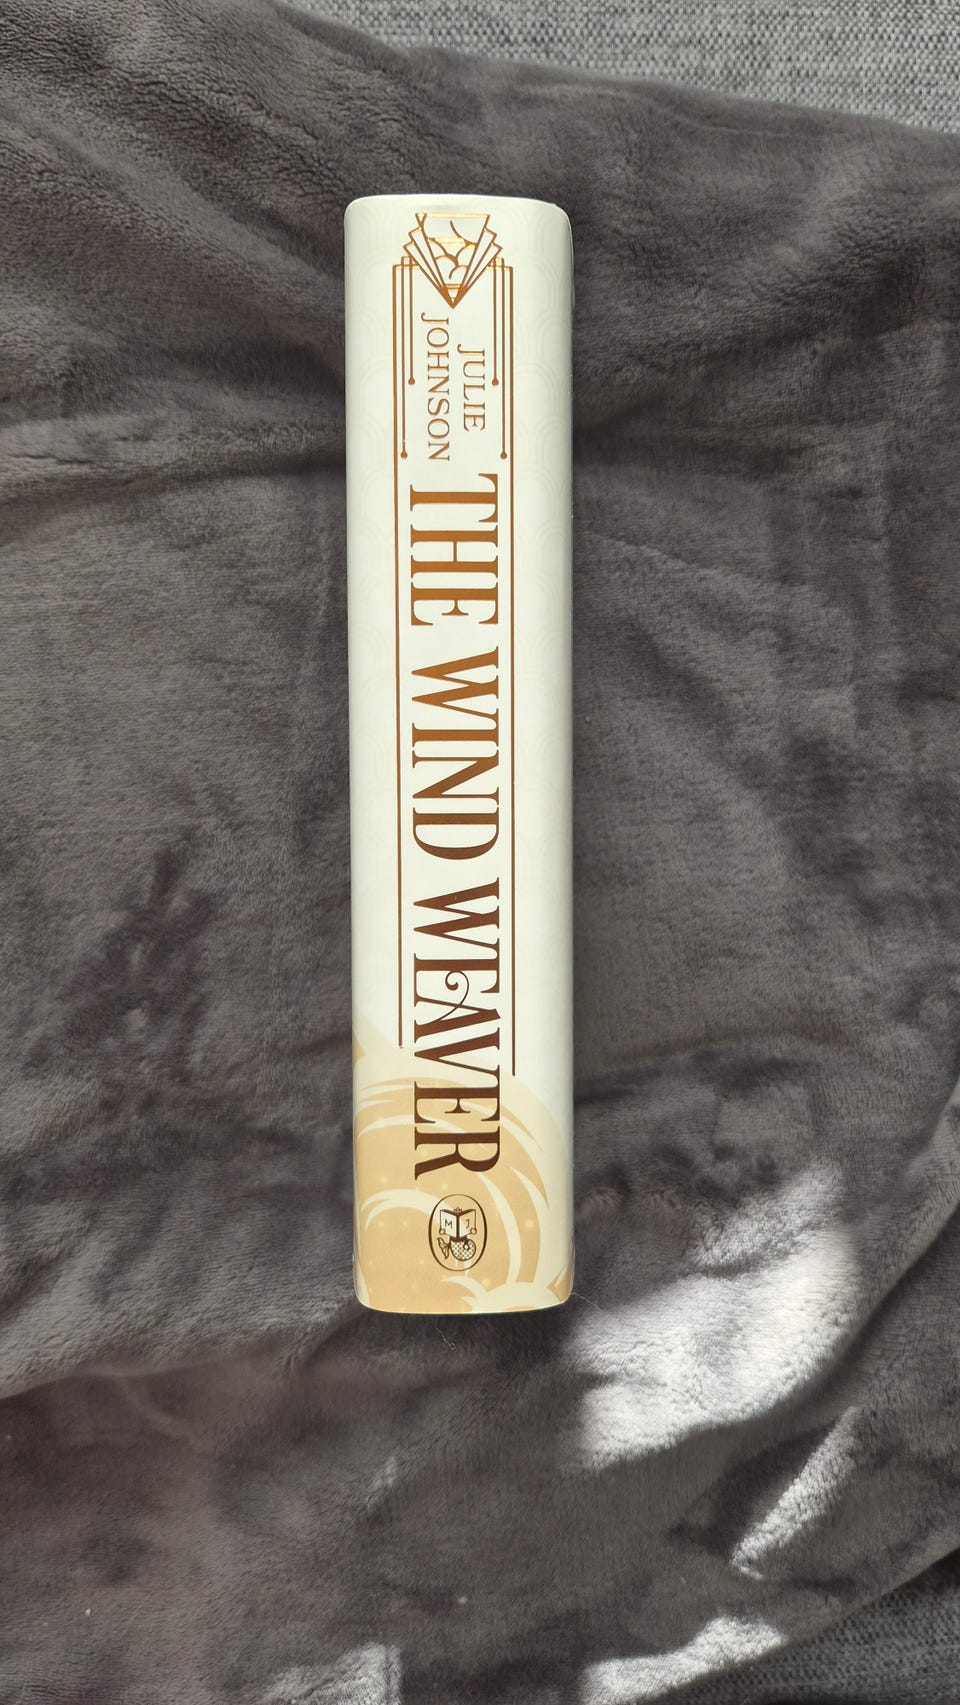 JULIE
JOHNSON
THE WIND WEAVER
M J